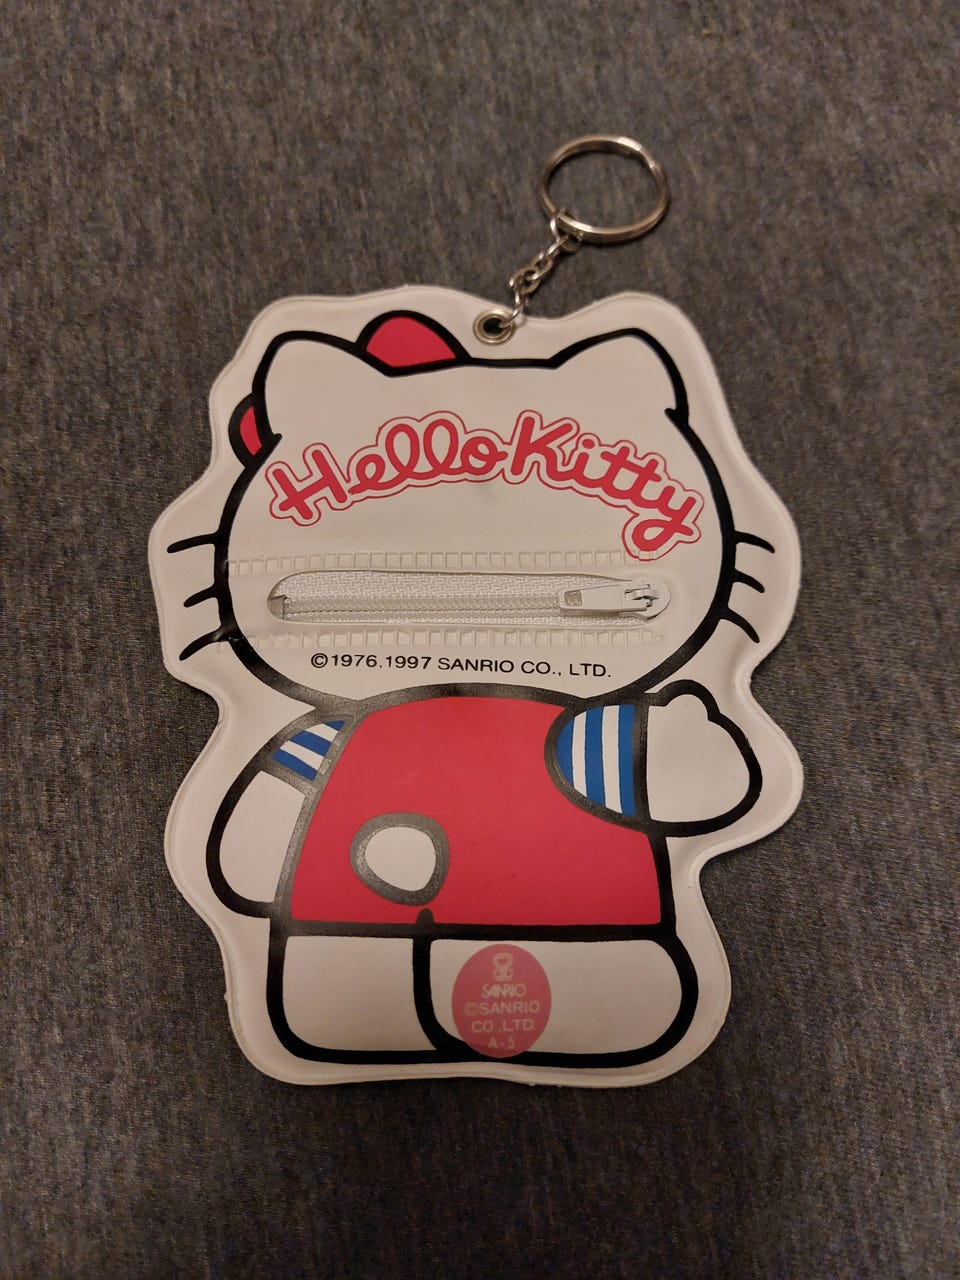 Hello Kitty
©1976,1997 SANRIO CO., LTD.
SANRIO
©SANRIO
CO.,LTD.
A-5